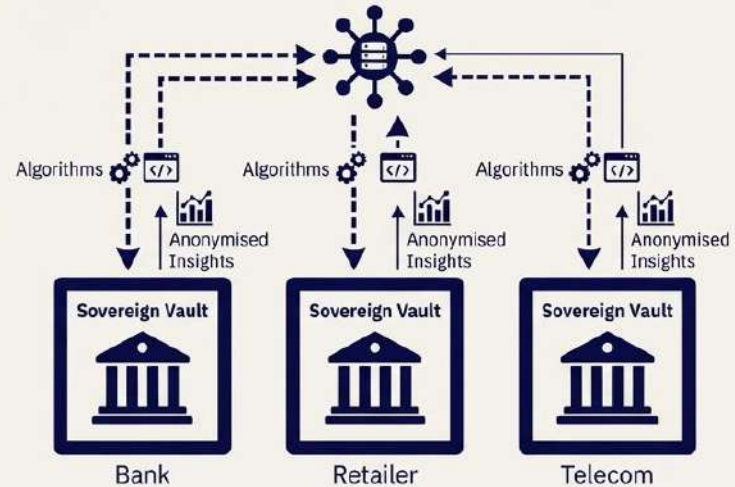 Algorithms
</>
Algorithms
</>
Algorithms
</>
Anonymised
Insights
Anonymised
Insights
Anonymised
Insights
Sovereign Vault
Sovereign Vault
Sovereign Vault
Bank
Retailer
Telecom